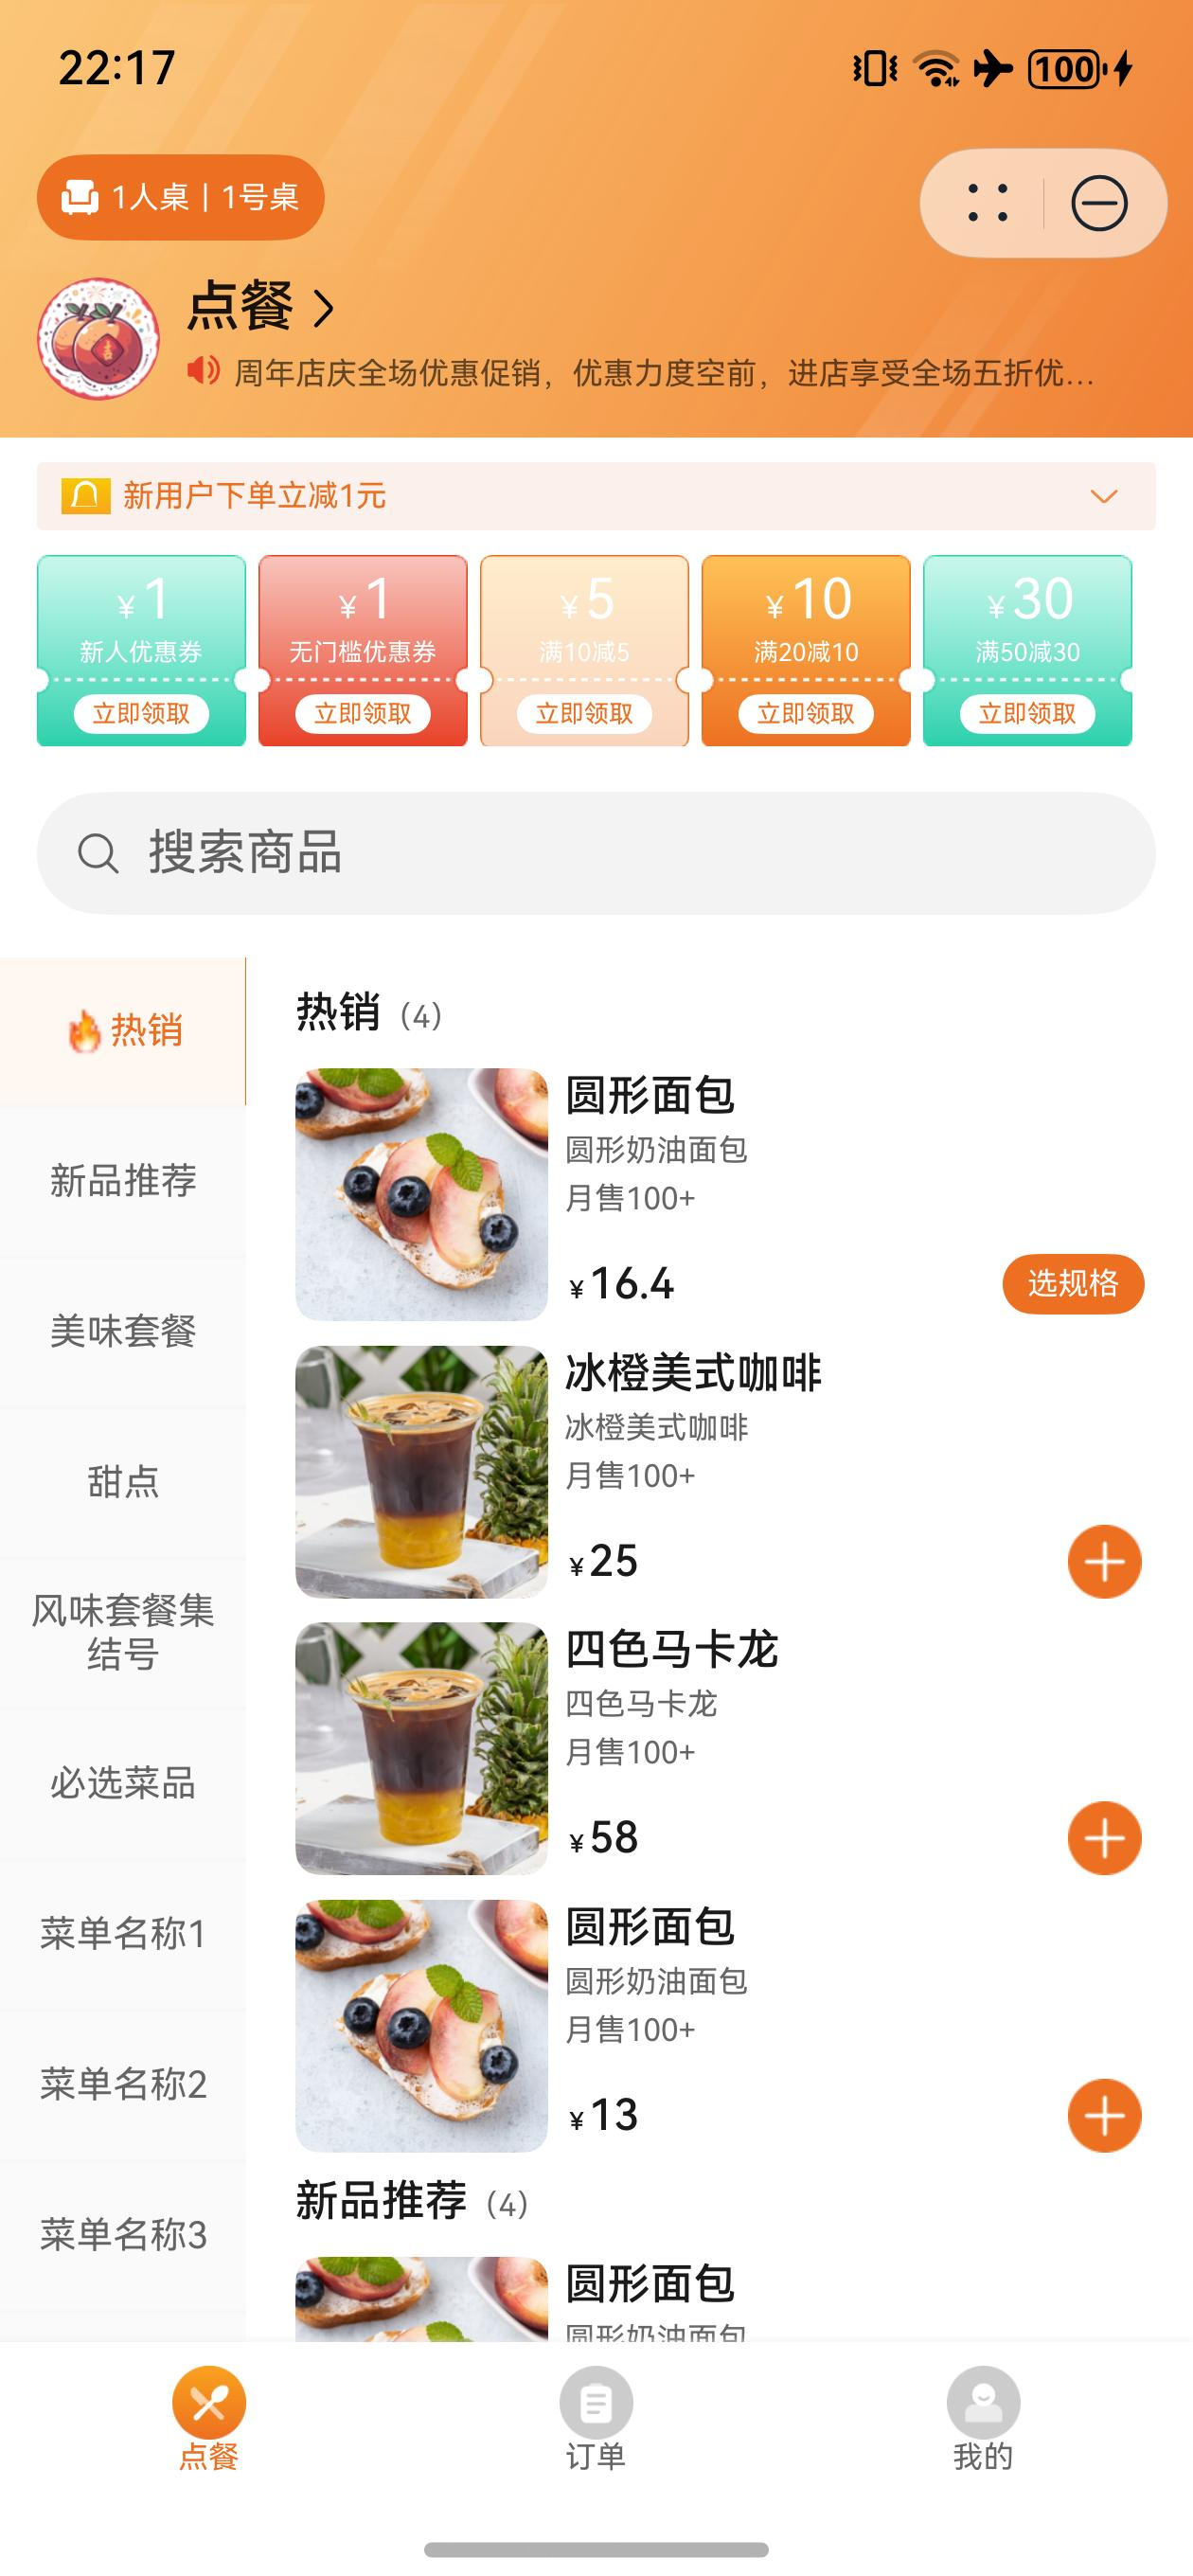 22:17
100
1人桌 | 1号桌
点餐
周年店庆全场优惠促销，优惠力度空前，进店享受全场五折优...
新用户下单立减1元
¥1 ¥1 ¥5 ¥10 ¥30
新人优惠券 无门槛优惠券 满10减5 满20减10 满50减30
立即领取 立即领取 立即领取 立即领取 立即领取
搜索商品
热销
新品推荐
美味套餐
甜点
风味套餐集
结号
必选菜品
菜单名称1
菜单名称2
菜单名称3
热销 (4)
圆形面包
圆形奶油面包
月售100+
¥16.4
选规格
冰橙美式咖啡
冰橙美式咖啡
月售100+
¥25
四色马卡龙
四色马卡龙
月售100+
¥58
圆形面包
圆形奶油面包
月售100+
¥13
新品推荐 (4)
圆形面包
圆形奶油面包
点餐 订单 我的